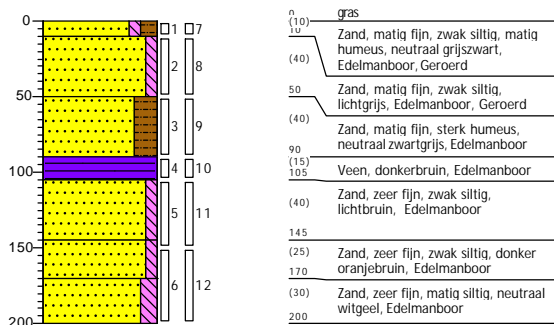 0
50
100
150
200
1 7
2 8
3 9
4 10
5 11
6 12
0
gras
(10)
10
Zand, matig fijn, zwak siltig, matig
humeus, neutraal grijszwart,
Edelmanboor, Geroerd
(40)
50
Zand, matig fijn, zwak siltig,
lichtgrijs, Edelmanboor, Geroerd
(40)
Zand, matig fijn, sterk humeus,
neutraal zwartgrijs, Edelmanboor
90
(15)
Veen, donkerbruin, Edelmanboor
105
Zand, zeer fijn, zwak siltig,
lichtbruin, Edelmanboor
(40)
145
(25)
Zand, zeer fijn, zwak siltig, donker
oranjebruin, Edelmanboor
170
(30)
Zand, zeer fijn, matig siltig, neutraal
witgeel, Edelmanboor
200